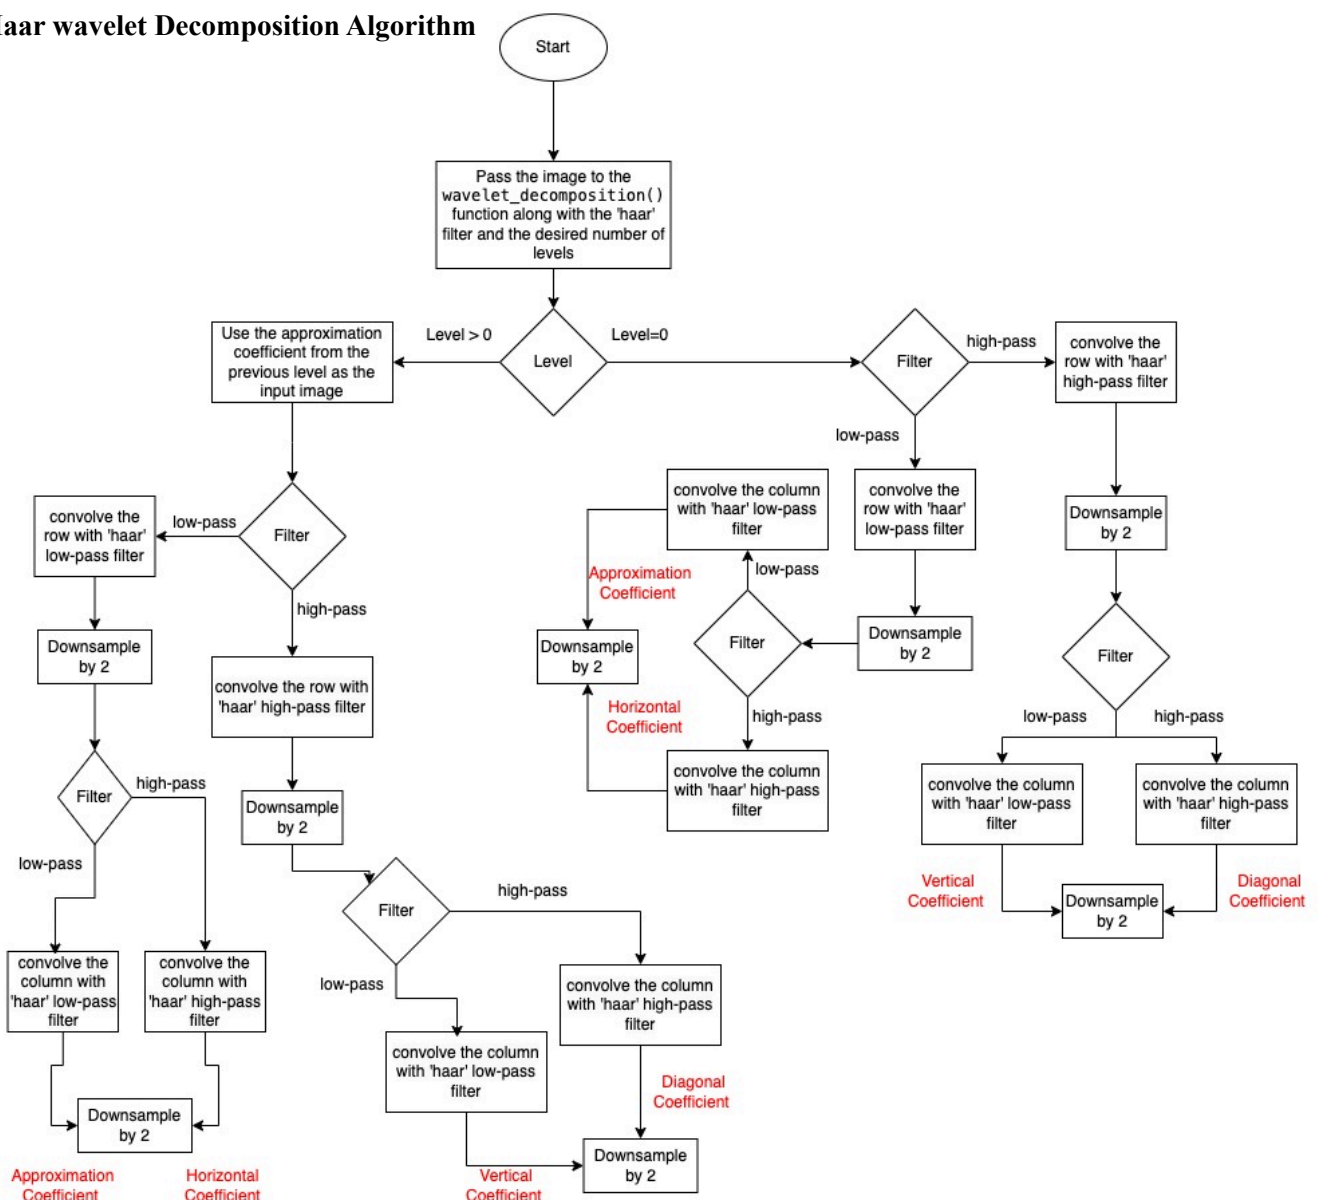 aar wavelet Decomposition Algorithm
Start
Pass the image to the
wavelet_decomposition()
function along with the 'haar'
filter and the desired number of
levels
Level > 0
Level
Level=0
Use the approximation
coefficient from the
previous level as the
input image
Filter
high-pass
convolve the
row with 'haar'
high-pass filter
low-pass
convolve the
row with 'haar'
low-pass filter
Downsample
by 2
Filter
low-pass
convolve the column
with 'haar' low-pass
filter
Approximation
Coefficient
Downsample
by 2
Horizontal
Coefficient
high-pass
convolve the column
with 'haar' high-pass
filter
Downsample
by 2
Filter
low-pass
high-pass
convolve the column
with 'haar' low-pass
filter
convolve the column
with 'haar' high-pass
filter
Vertical
Coefficient
Downsample
by 2
Diagonal
Coefficient
Filter
low-pass
convolve the
row with 'haar'
low-pass filter
high-pass
Downsample
by 2
convolve the row with
'haar' high-pass filter
Filter
high-pass
low-pass
Downsample
by 2
convolve the
column with
'haar' low-pass
filter
convolve the
column with
'haar' high-pass
filter
Downsample
by 2
Approximation
Coefficient
Horizontal
Coefficient
Filter
high-pass
low-pass
convolve the column
with 'haar' high-pass
filter
convolve the column
with 'haar' low-pass
filter
Diagonal
Coefficient
Downsample
by 2
Vertical
Coefficient